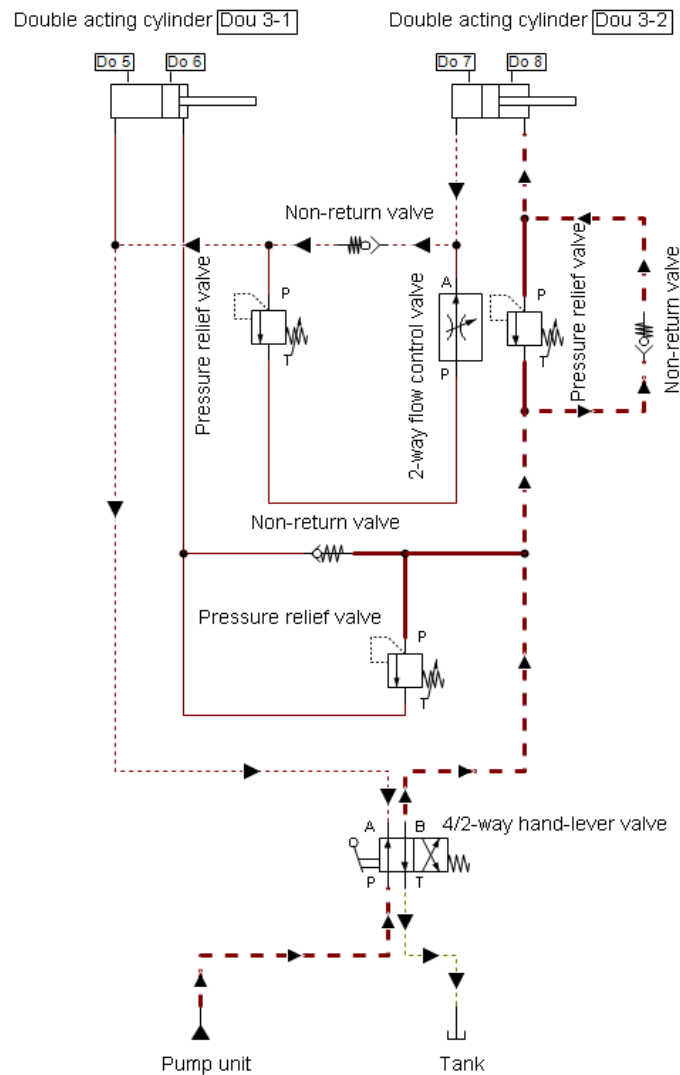 Double acting cylinder Dou 3-1
Double acting cylinder Dou 3-2
Do 5 Do 6
Do 7 Do 8
Non-return valve
Pressure relief valve
P
T
2-way flow control valve
A
P
P
T
Pressure relief valve
Non-return valve
Non-return valve
Pressure relief valve
P
T
A B
4/2-way hand-lever valve
P T
Pump unit
Tank